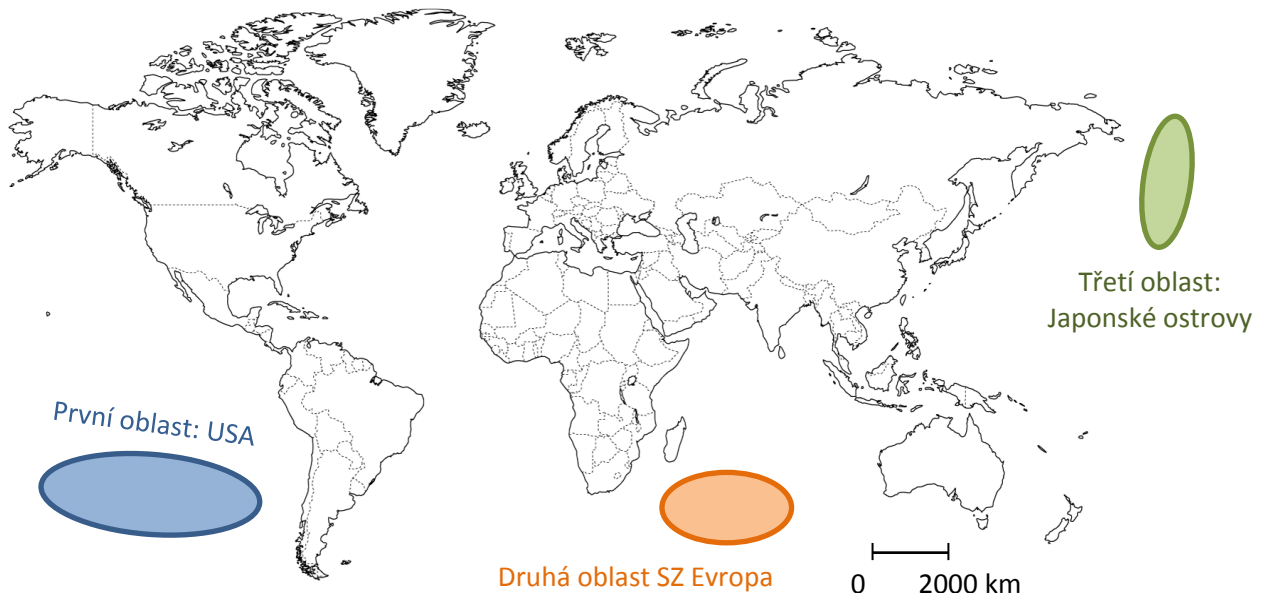 Třetí oblast:
Japonské ostrovy
První oblast: USA
Druhá oblast SZ Evropa
0 2000 km